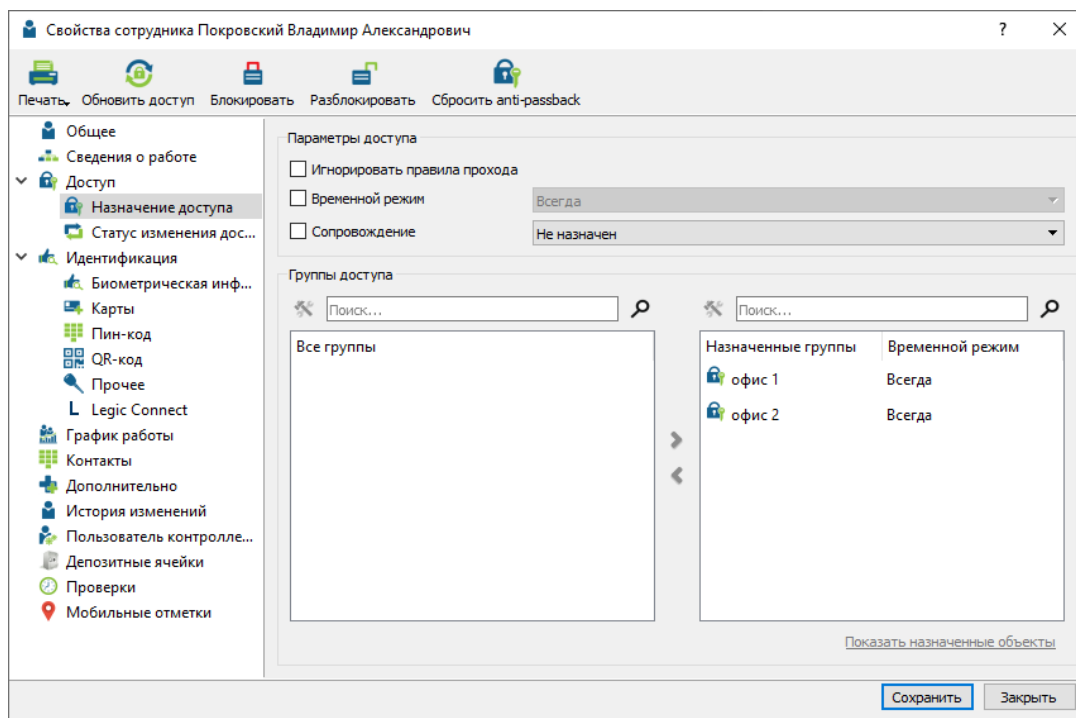 Свойства сотрудника Покровский Владимир Александрович
Печать Обновить доступ Блокировать Разблокировать Сбросить anti-passback
Общее
Сведения о работе
Доступ
Назначение доступа
Статус изменения дос...
Идентификация
Биометрическая инф...
Карты
Пин-код
QR-код
Прочее
Legic Connect
График работы
Контакты
Дополнительно
История изменений
Пользователь контролле...
Депозитные ячейки
Проверки
Мобильные отметки
Параметры доступа
Игнорировать правила прохода
Временной режим Всегда
Сопровождение Не назначен
Группы доступа
Поиск...
Все группы
Поиск...
Назначенные группы Временной режим
офис 1 Всегда
офис 2 Всегда
Показать назначенные объекты
Сохранить Закрыть